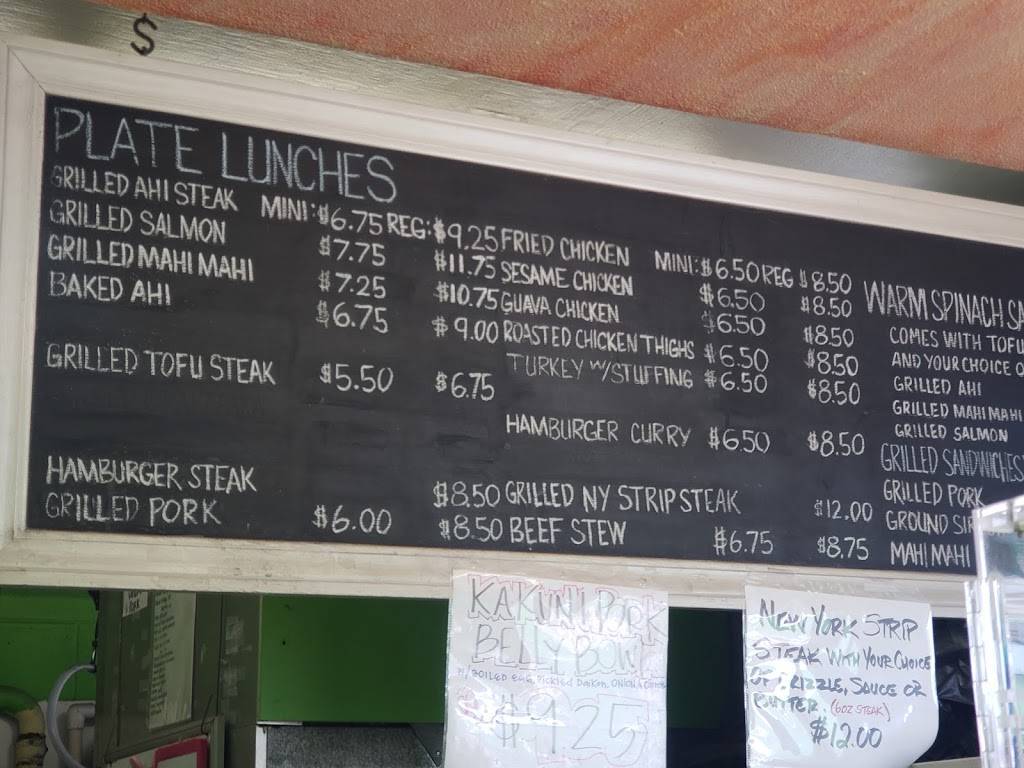 $
PLATE LUNCHES
GRILLED AHI STEAK MINI: $6.75 REG: $9.25
GRILLED SALMON $7.75 $11.75
GRILLED MAHI MAHI $7.25 $10.75
BAKED AHI $6.75 $9.00
GRILLED TOFU STEAK $5.50 $6.75
HAMBURGER STEAK $8.50
GRILLED PORK $6.00 $8.50
FRIED CHICKEN MINI: $6.50 REG $8.50
SESAME CHICKEN $6.50 $8.50
GUAVA CHICKEN $6.50 $8.50
ROASTED CHICKEN THIGHS $6.50 $8.50
TURKEY W/STUFFING $6.50 $8.50
HAMBURGER CURRY $6.50 $8.50
GRILLED NY STRIP STEAK $12.00
BEEF STEW $6.75 $8.75
WARM SPINACH SA
COMES WITH TOFU
AND YOUR CHOICE O
GRILLED AHI
GRILLED MAHI MAHI
GRILLED SALMON
GRILLED SANDWICHES
GRILLED PORK
GROUND SIR
MAHI MAHI
KAKUNI PORK
BELLY BOWL
BOILED EGG, Pickled Daikon, ONION
$9.25
NEW YORK STRIP
STEAK WITH YOUR CHOICE
OF DRIZZLE, SAUCE OR
BUTTER. (6OZ STEAK)
$12.00